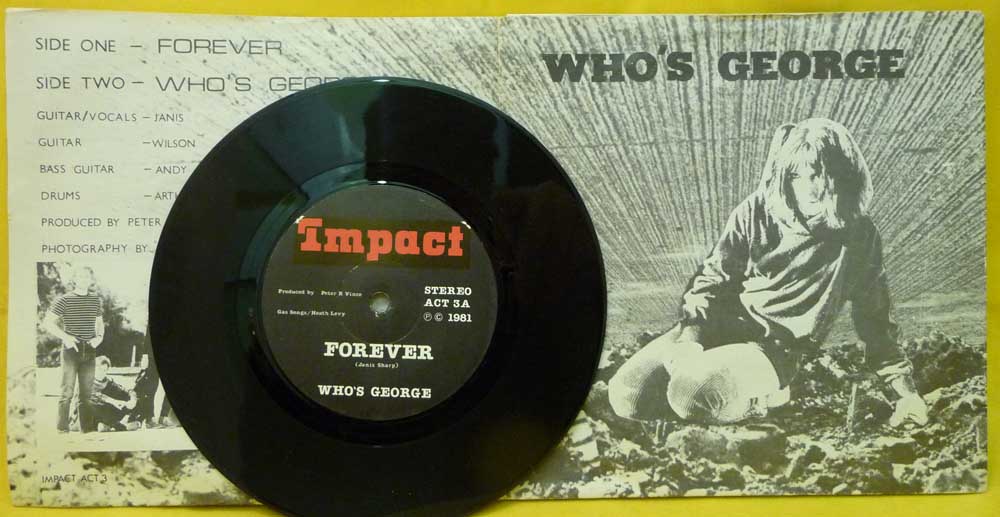 SIDE ONE - FOREVER
SIDE TWO - WHO'S
GUITAR/VOCALS - JANIS
GUITAR - WILSON
BASS GUITAR - ANDY
DRUMS
PRODUCED BY PETER
PHOTOGRAPHY BY
IMPACT ACT 3
Impact
Produced by Peter R Vince
Gas Songs/Heath Levy
STEREO
ACT 3A
℗ © 1981
FOREVER
(Janis Sharp)
WHO'S GEORGE
WHO'S GEORGE